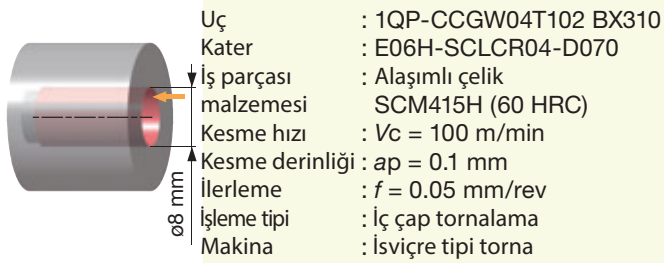 Uç : 1QP-CCGW04T102 BX310
Kater : E06H-SCLCR04-D070
İş parçası : Alaşımlı çelik
malzemesi SCM415H (60 HRC)
Kesme hızı : Vc = 100 m/min
Kesme derinliği : ap = 0.1 mm
İlerleme : f = 0.05 mm/rev
İşleme tipi : İç çap tornalama
Makina : İsviçre tipi torna
ø8 mm